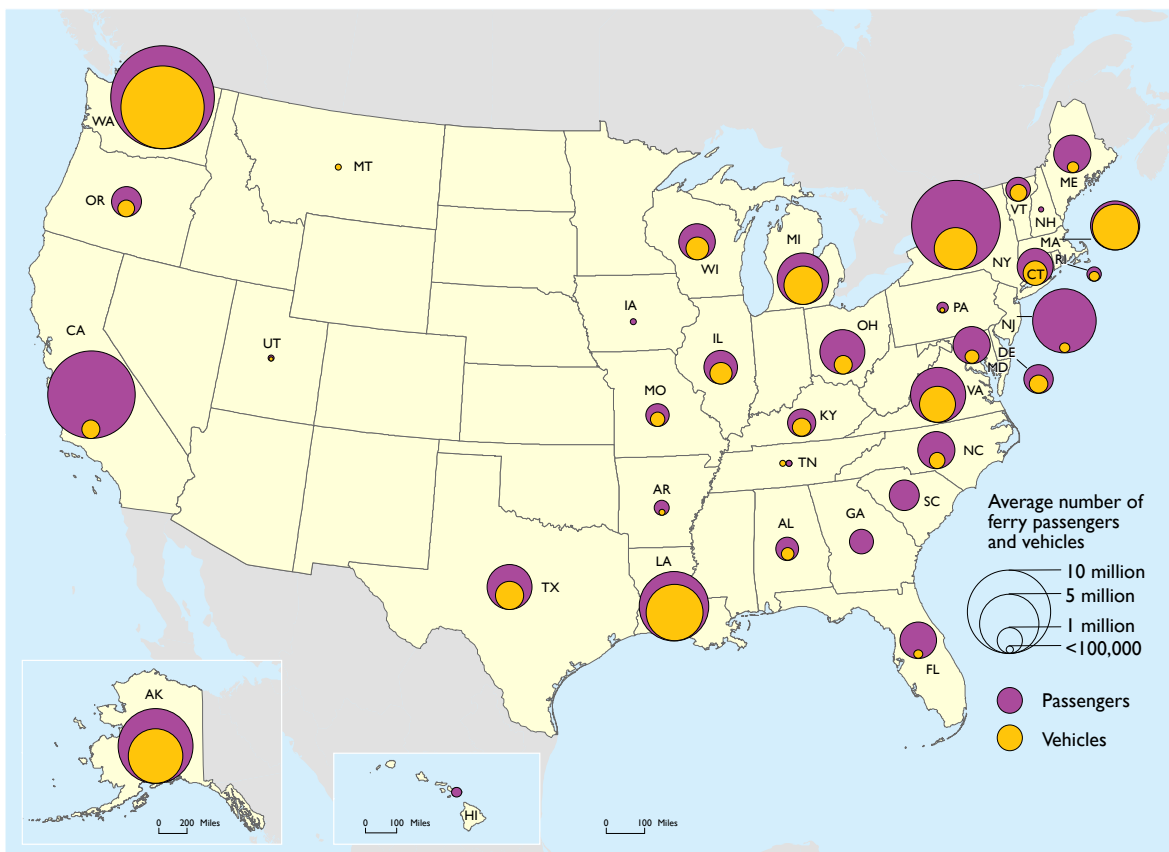 WA
MT
OR
ME
VT
NH
MA
NY
RI
CT
WI
MI
IA
PA
NJ
CA
UT
IL
OH
DE
MD
MO
VA
KY
NC
TN
AR
SC
AL
GA
LA
TX
FL
Average number of
ferry passengers
and vehicles
10 million
5 million
1 million
<100,000
Passengers
Vehicles
AK
0 200 Miles
HI
0 100 Miles
0 100 Miles